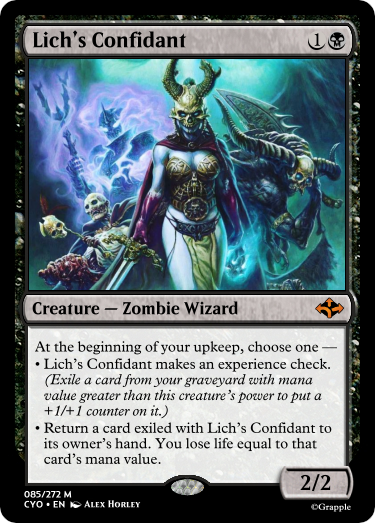 Lich's Confidant 1
Creature — Zombie Wizard
At the beginning of your upkeep, choose one —
• Lich's Confidant makes an experience check.
(Exile a card from your graveyard with mana
value greater than this creature's power to put a
+1/+1 counter on it.)
• Return a card exiled with Lich's Confidant to
its owner's hand. You lose life equal to that
card's mana value.
2/2
085/272 M
CYO • EN Alex Horley
©Grapple